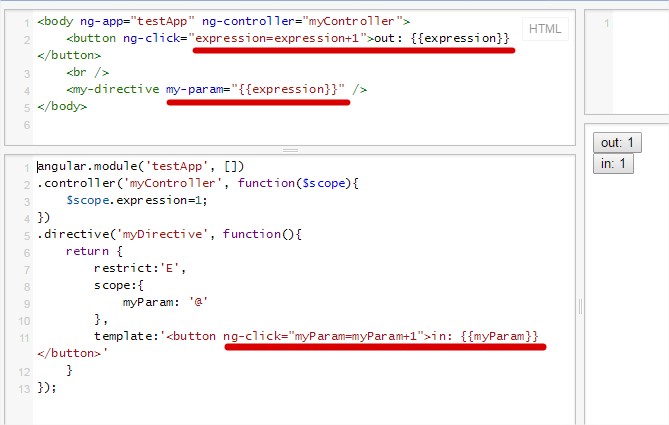 1 <body ng-app="testApp" ng-controller="myController">
2     <button ng-click="expression=expression+1">out: {{expression}}
</button>
3     <br />
4     <my-directive my-param="{{expression}}" />
5 </body>
6
HTML
1
1 angular.module('testApp', [])
2 .controller('myController', function($scope){
3     $scope.expression=1;
4 })
5 .directive('myDirective', function(){
6     return {
7         restrict:'E',
8         scope:{
9             myParam: '@'
10         },
11         template:'<button ng-click="myParam=myParam+1">in: {{myParam}}
</button>'
12     }
13 });
out: 1
in: 1